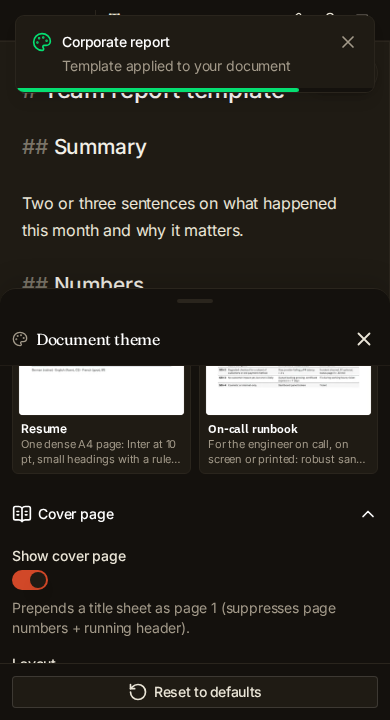 Corporate report
Template applied to your document
# Team report template
## Summary
Two or three sentences on what happened
this month and why it matters.
## Numbers
Document theme
Resume
On-call runbook
One dense A4 page: Inter at 10
pt, small headings with a rule...
For the engineer on call, on
screen or printed: robust san...
Cover page
Show cover page
Prepends a title sheet as page 1 (suppresses page
numbers + running header).
Layout
Reset to defaults